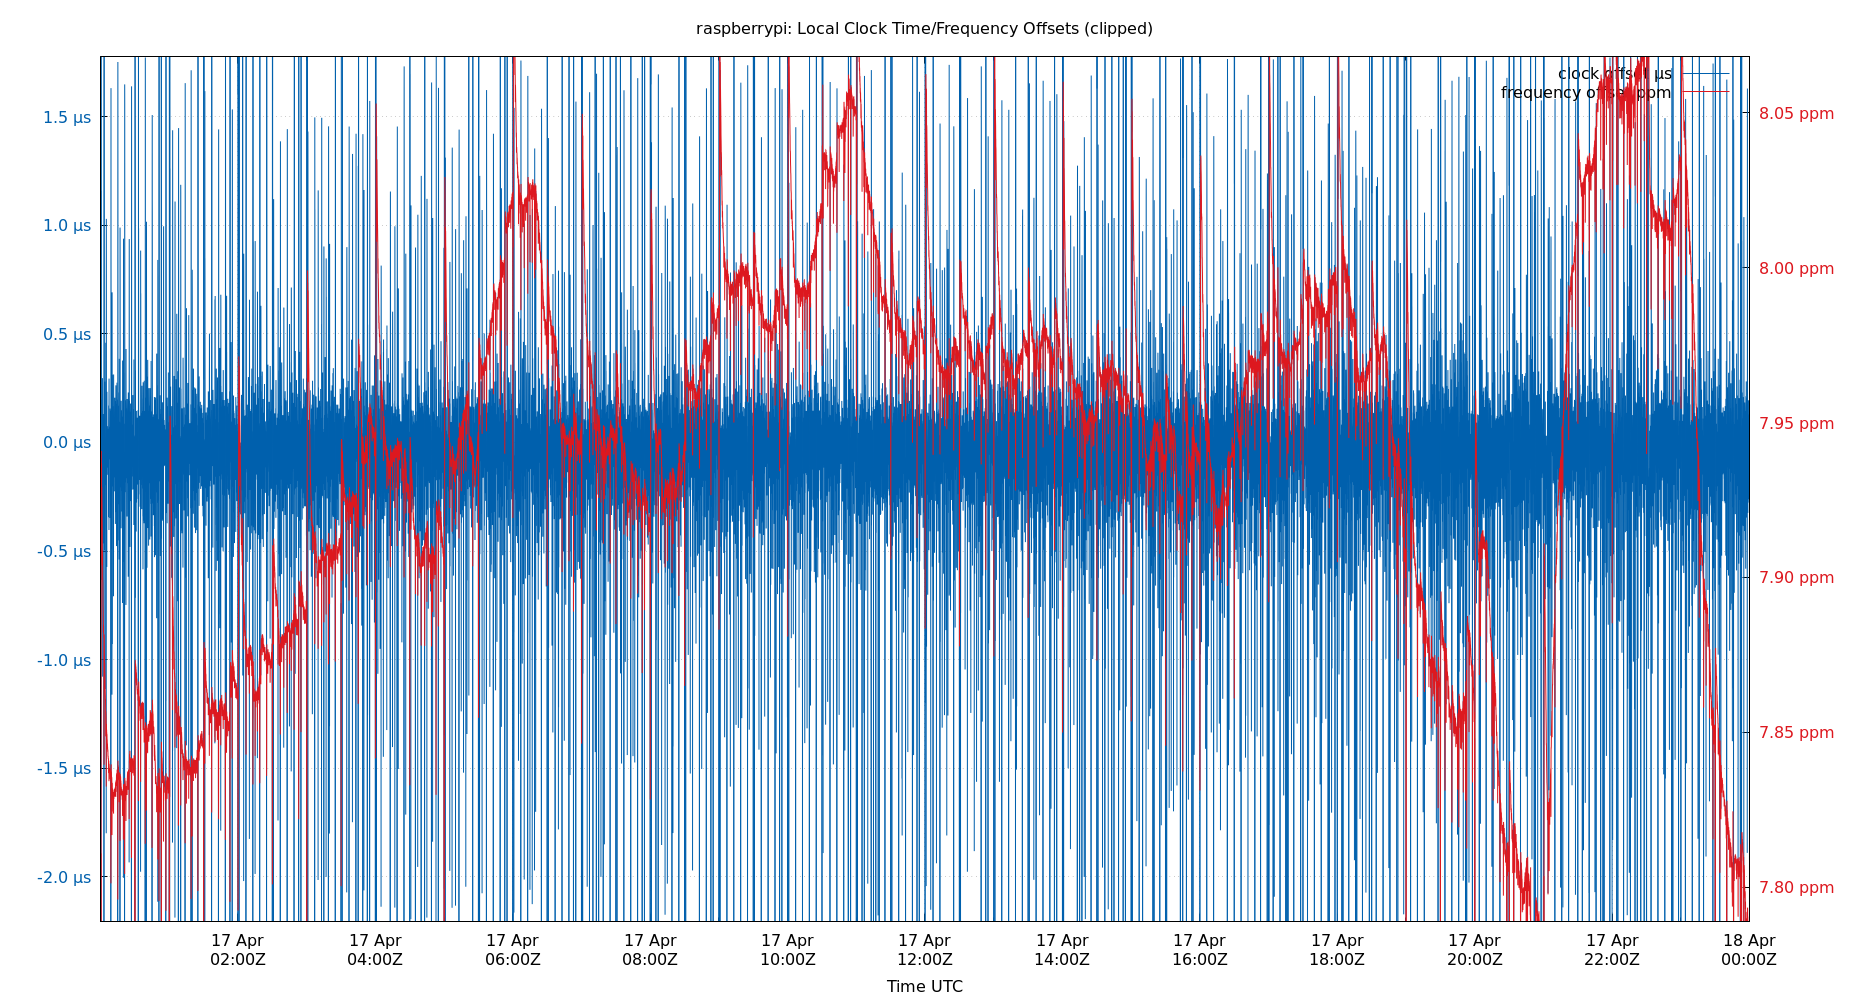 raspberrypi: Local Clock Time/Frequency Offsets (clipped)
clock offset µs
frequency offset ppm
1.5 µs
1.0 µs
0.5 µs
0.0 µs
-0.5 µs
-1.0 µs
-1.5 µs
-2.0 µs
8.05 ppm
8.00 ppm
7.95 ppm
7.90 ppm
7.85 ppm
7.80 ppm
17 Apr 17 Apr 17 Apr 17 Apr 17 Apr 17 Apr 17 Apr 17 Apr 17 Apr 17 Apr 17 Apr 18 Apr
02:00Z 04:00Z 06:00Z 08:00Z 10:00Z 12:00Z 14:00Z 16:00Z 18:00Z 20:00Z 22:00Z 00:00Z
Time UTC